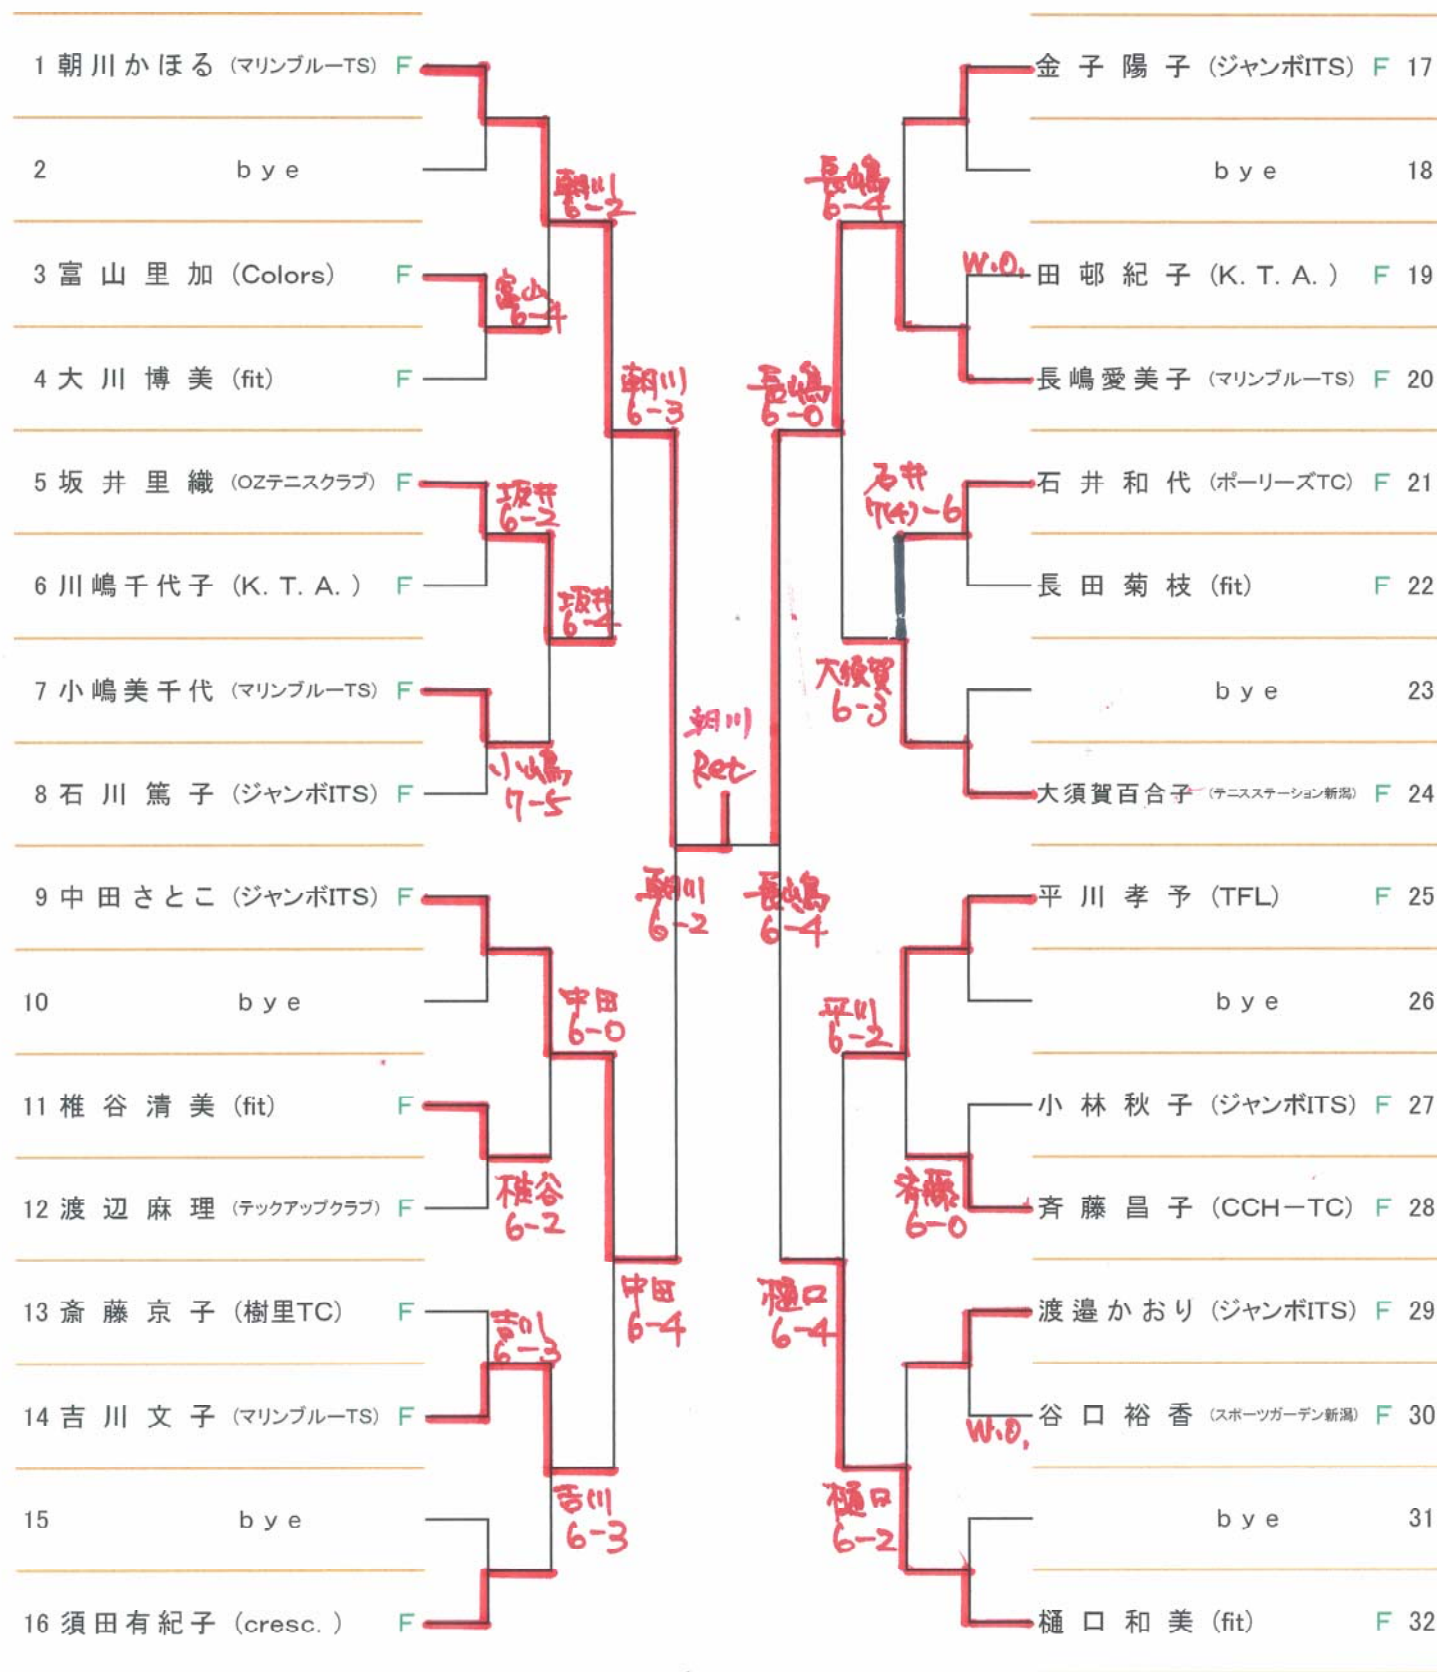 1 朝川かほる (マリンブルーTS) F
2 bye
朝川
6-2
3 富山里加 (Colors) F
富山
6-4
4 大川博美 (fit) F
朝川
6-3
5 坂井里織 (OZテニスクラブ) F
坂井
6-2
6 川嶋千代子 (K.T.A.) F
坂井
6-4
7 小嶋美千代 (マリンブルーTS) F
小嶋
7-5
8 石川篤子 (ジャンボITS) F
朝川
Ret
9 中田さとこ (ジャンボITS) F
朝川
6-2
10 bye
中田
6-0
11 椎谷清美 (fit) F
椎谷
6-2
12 渡辺麻理 (テックアップクラブ) F
中田
6-4
13 斎藤京子 (樹里TC) F
吉川
6-3
14 吉川文子 (マリンブルーTS) F
15 bye
吉川
6-3
16 須田有紀子 (cresc.) F
金子陽子 (ジャンボITS) F 17
bye 18
長嶋
6-4
W.O.
田邨紀子 (K.T.A.) F 19
長嶋愛美子 (マリンブルーTS) F 20
長嶋
6-0
石井和代 (ポーリーズTC) F 21
石井
7(4)-6
長田菊枝 (fit) F 22
大須賀
6-3
bye 23
大須賀百合子 (テニスステーション新潟) F 24
長嶋
6-4
平川孝予 (TFL) F 25
bye 26
平川
6-2
小林秋子 (ジャンボITS) F 27
斉藤
6-0
斉藤昌子 (CCH-TC) F 28
樋口
6-4
渡邉かおり (ジャンボITS) F 29
谷口裕香 (スポーツガーデン新潟) F 30
W.O.
樋口
6-2
bye 31
樋口和美 (fit) F 32